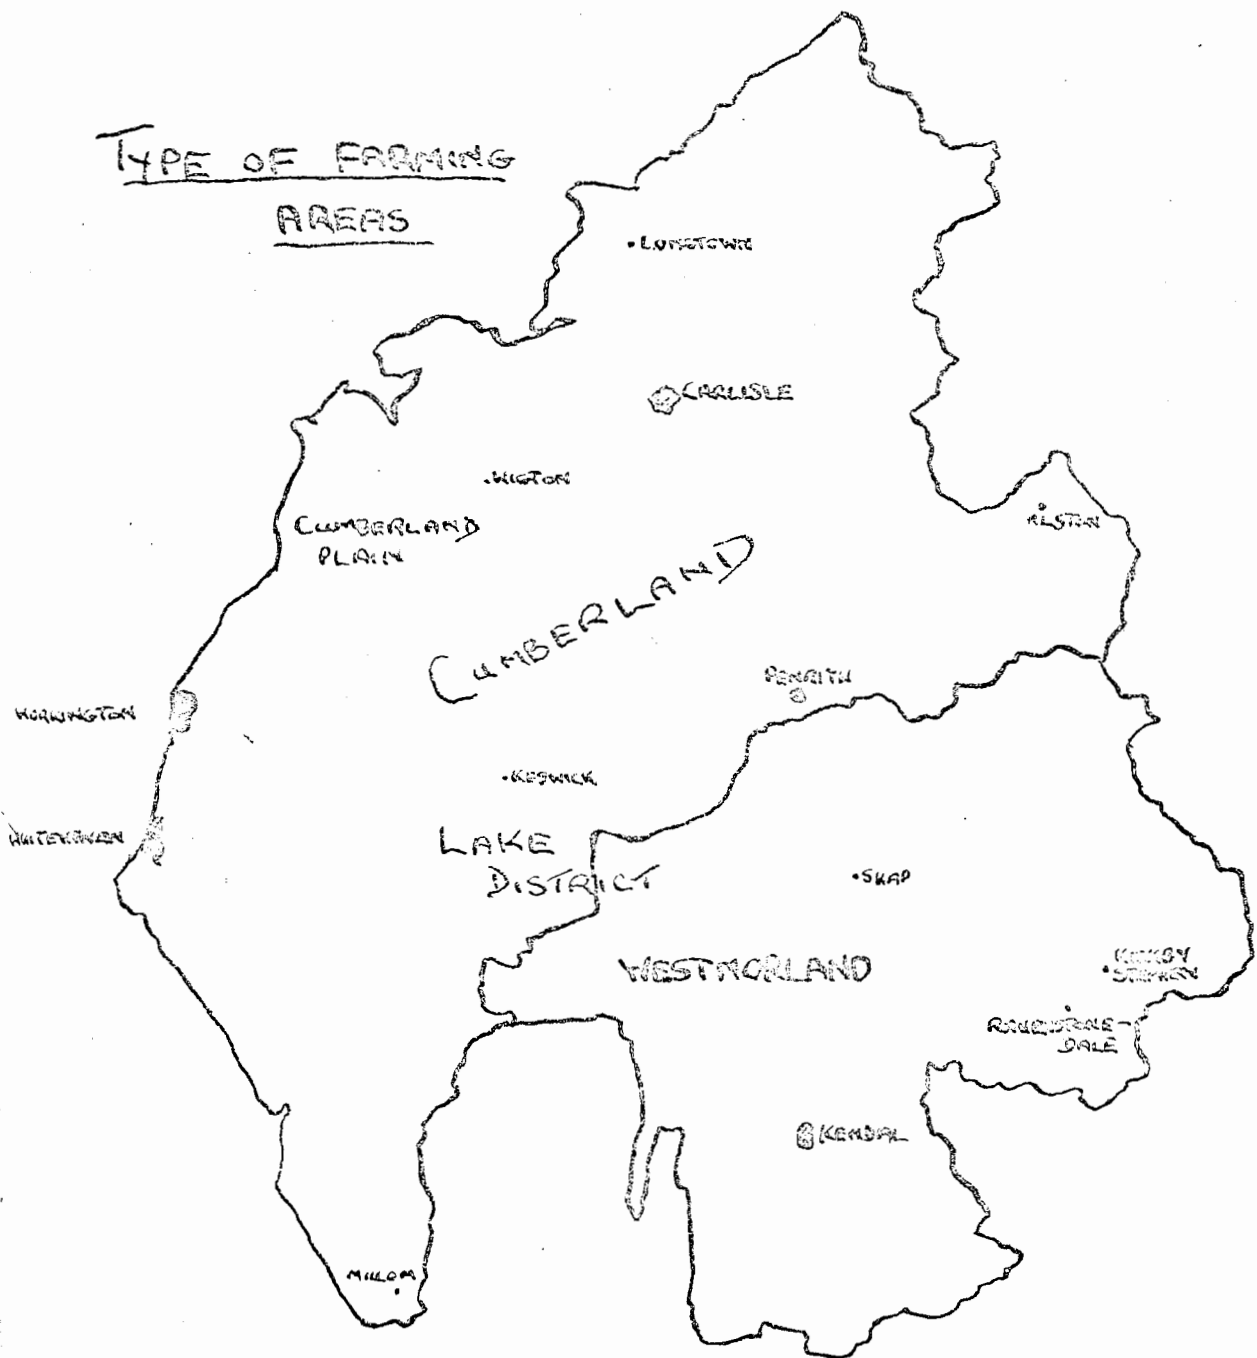 TYPE OF FARMING
AREAS
LONGTOWN
CARLISLE
WIGTON
CUMBERLAND
PLAIN
ALSTON
CUMBERLAND
PENRITH
WORKINGTON
KESWICK
WHITEHAVEN
LAKE
DISTRICT
SHAP
WESTMORLAND
KIRKBY
STEPHEN
RAVENSTONE-
DALE
KENDAL
MILLOM